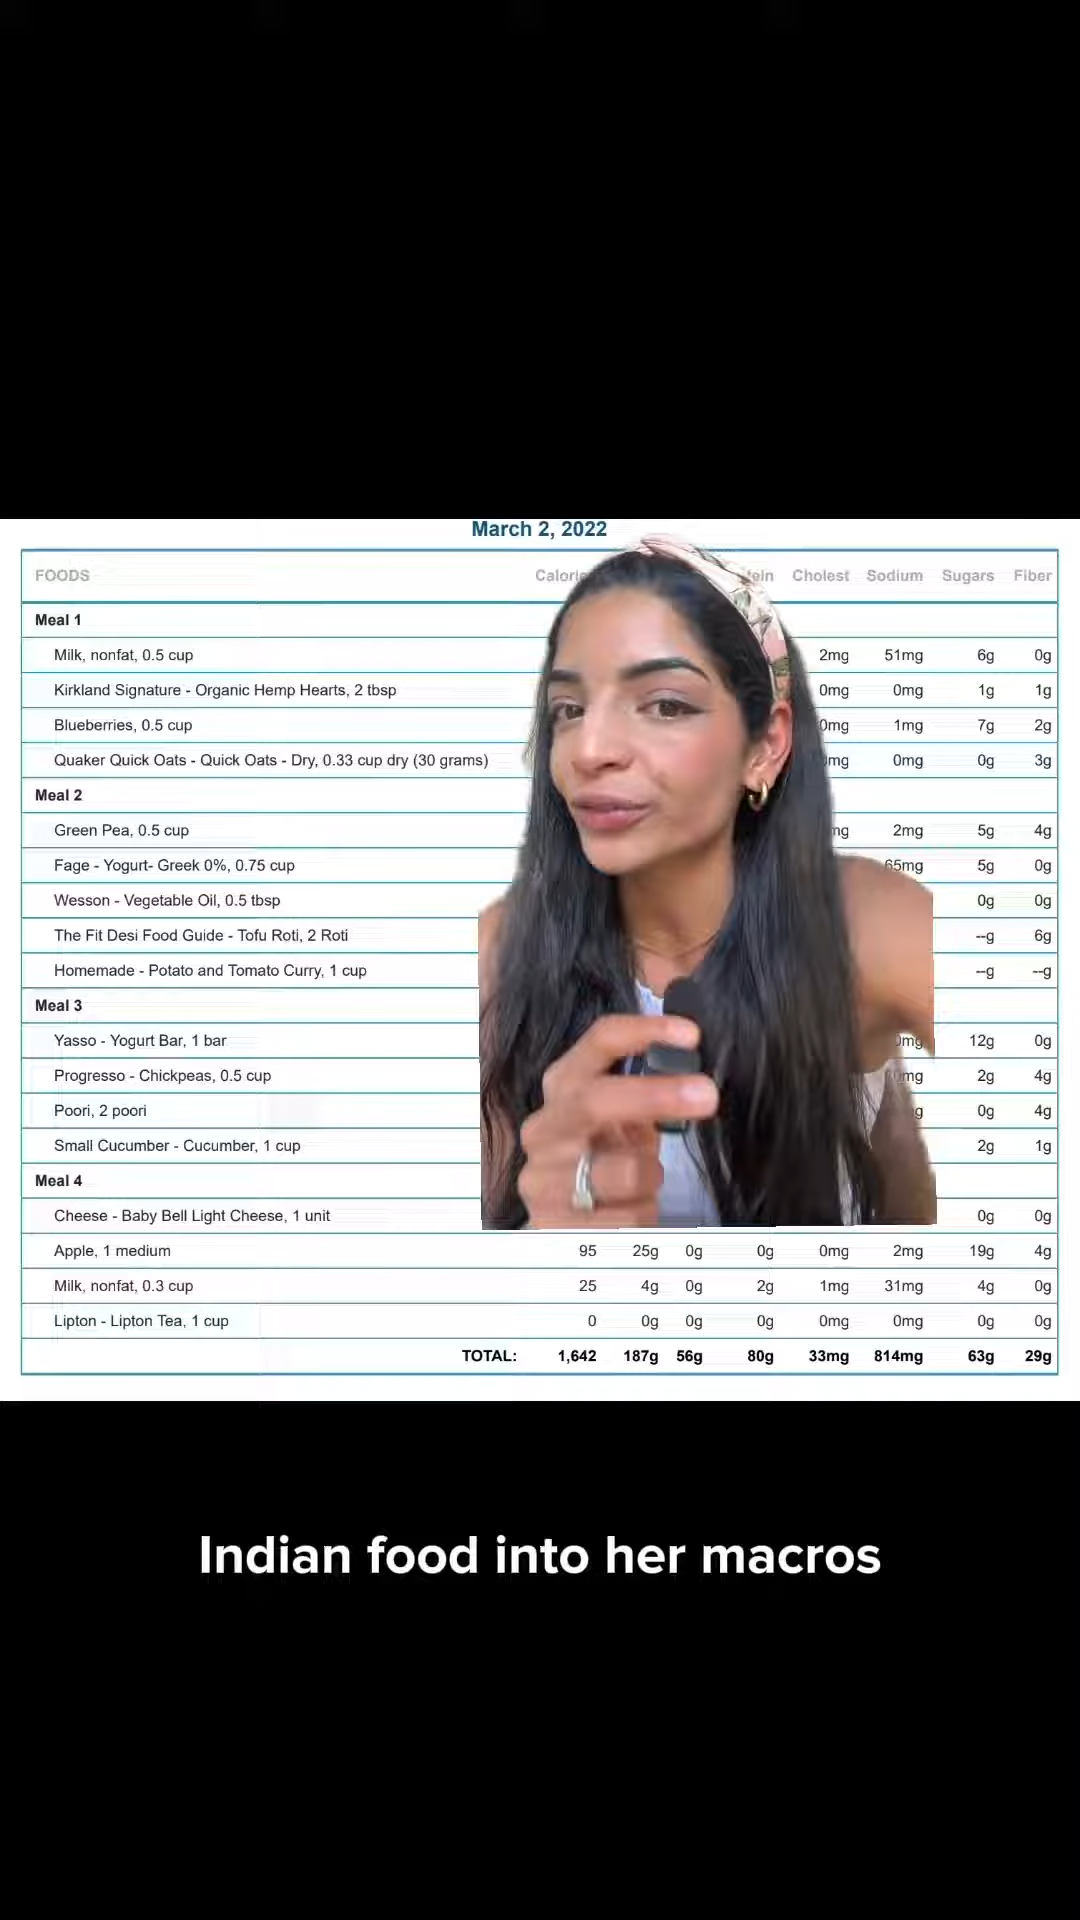 March 2, 2022
FOODS Cholest Sodium Sugars Fiber
Meal 1
Milk, nonfat, 0.5 cup 2mg 51mg 6g 0g
Kirkland Signature - Organic Hemp Hearts, 2 tbsp 0mg 0mg 1g 1g
Blueberries, 0.5 cup 0mg 1mg 7g 2g
Quaker Quick Oats - Quick Oats - Dry, 0.33 cup dry (30 grams) 0mg 0g 3g
Meal 2
Green Pea, 0.5 cup 2mg 5g 4g
Fage - Yogurt- Greek 0%, 0.75 cup 65mg 5g 0g
Wesson - Vegetable Oil, 0.5 tbsp 0g 0g
The Fit Desi Food Guide - Tofu Roti, 2 Roti --g 6g
Homemade - Potato and Tomato Curry, 1 cup --g --g
Meal 3
Yasso - Yogurt Bar, 1 bar 12g 0g
Progresso - Chickpeas, 0.5 cup 2g 4g
Poori, 2 poori 0g 4g
Small Cucumber - Cucumber, 1 cup 2g 1g
Meal 4
Cheese - Baby Bell Light Cheese, 1 unit 0g 0g
Apple, 1 medium 95 25g 0g 0g 0mg 2mg 19g 4g
Milk, nonfat, 0.3 cup 25 4g 0g 2g 1mg 31mg 4g 0g
Lipton - Lipton Tea, 1 cup 0 0g 0g 0g 0mg 0mg 0g 0g
TOTAL: 1,642 187g 56g 80g 33mg 814mg 63g 29g
Indian food into her macros